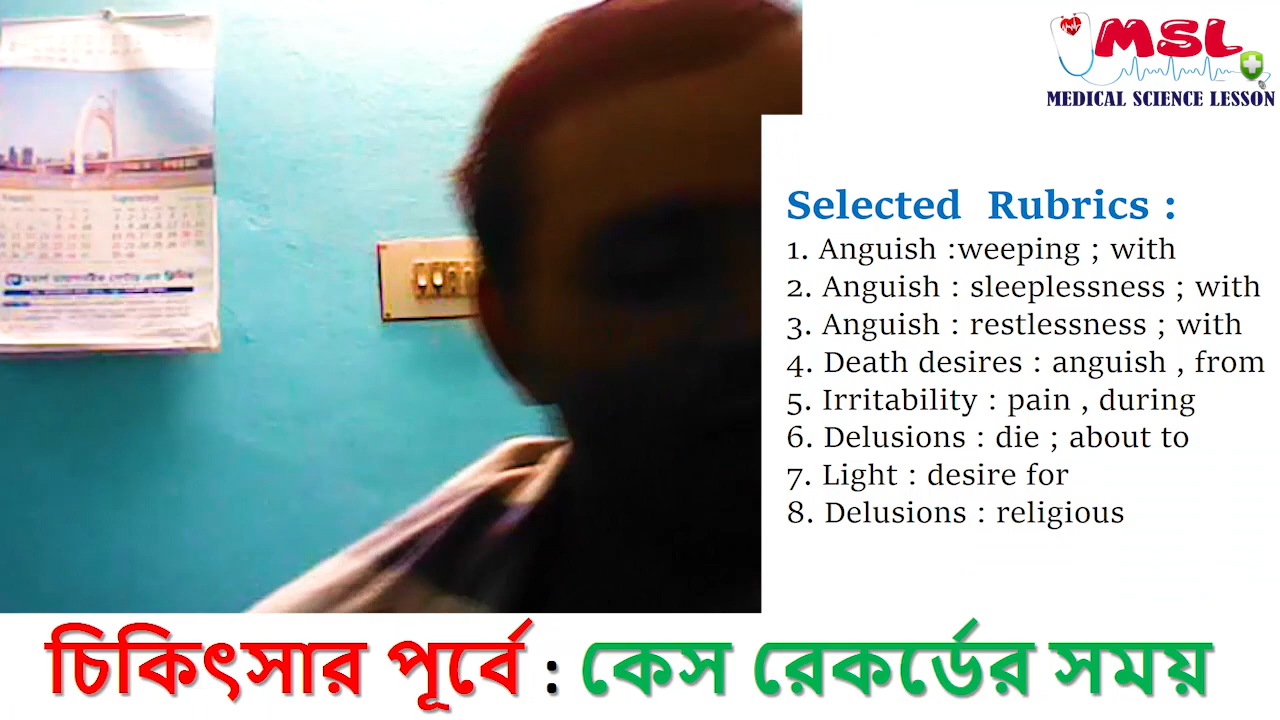 MSL
MEDICAL SCIENCE LESSON
Selected Rubrics :
1. Anguish :weeping ; with
2. Anguish : sleeplessness ; with
3. Anguish : restlessness ; with
4. Death desires : anguish , from
5. Irritability : pain , during
6. Delusions : die ; about to
7. Light : desire for
8. Delusions : religious
চিকিৎসার পূর্বে : কেস রেকর্ডের সময়